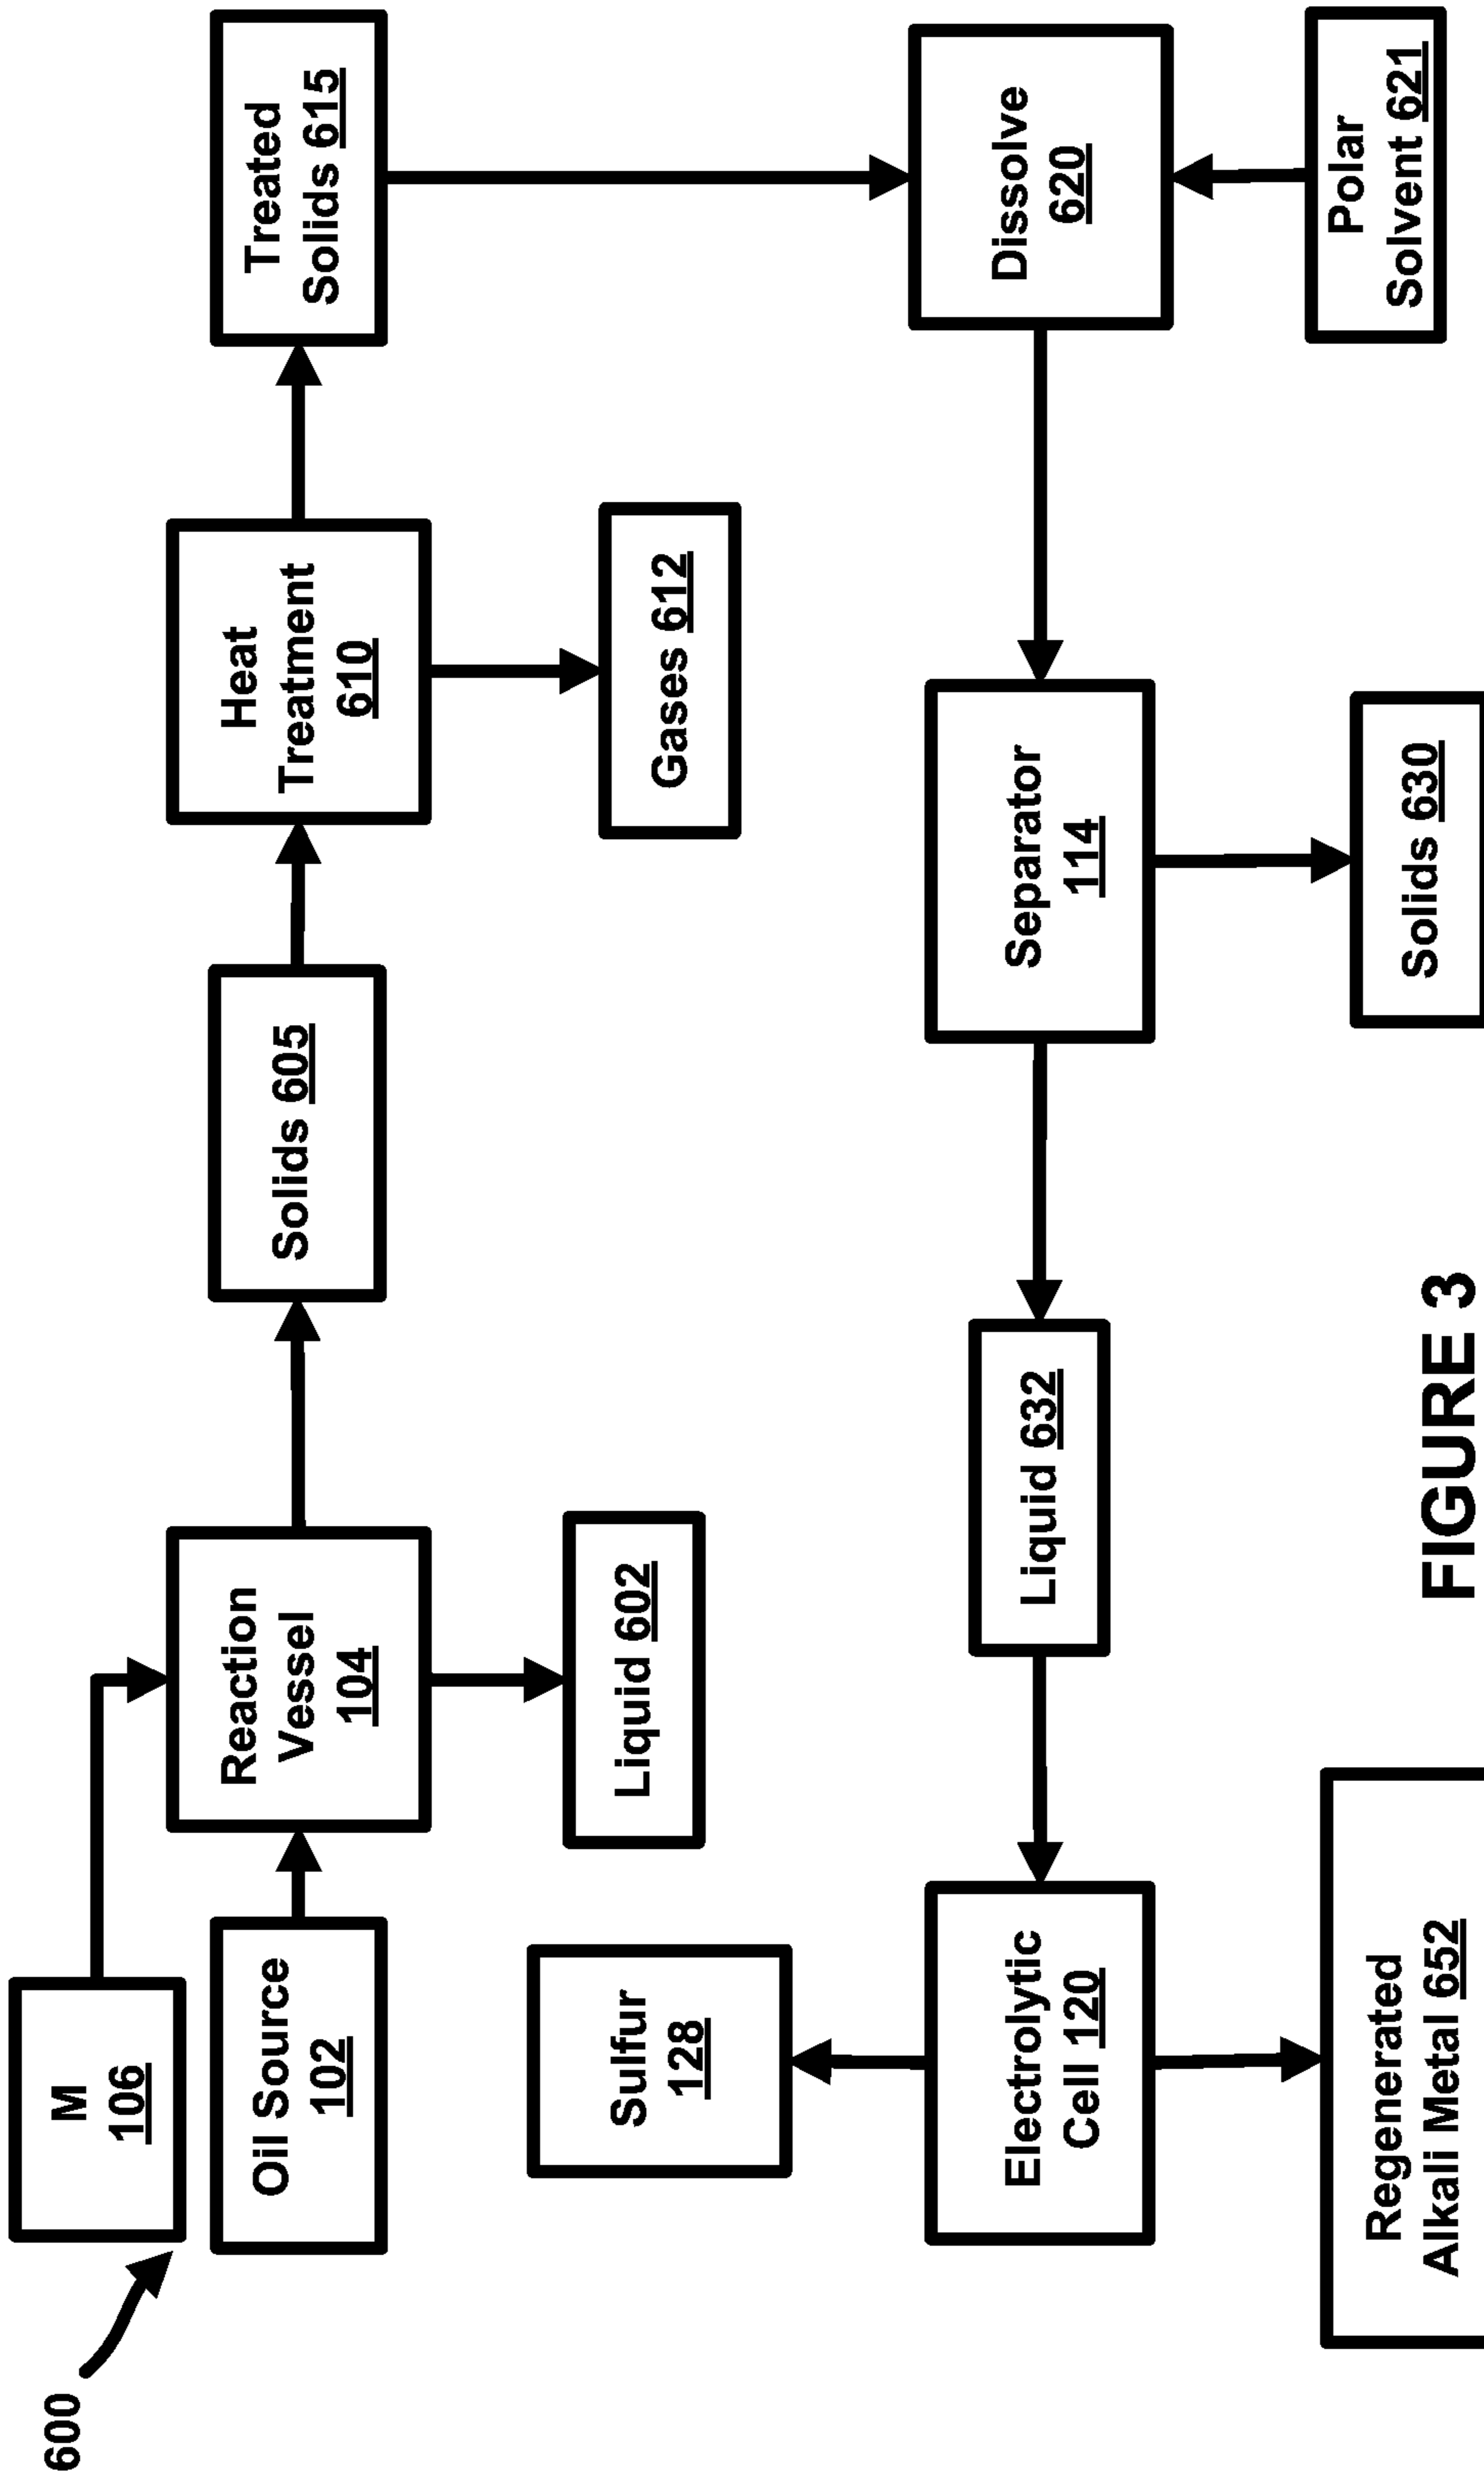 600
M
106
Oil Source
102
Reaction
Vessel
104
Liquid 602
Solids 605
Heat
Treatment
610
Gases 612
Treated
Solids 615
Dissolve
620
Polar
Solvent 621
Separator
114
Solids 630
Liquid 632
Electrolytic
Cell 120
Sulfur
128
Regenerated
Alkali Metal 652
FIGURE 3